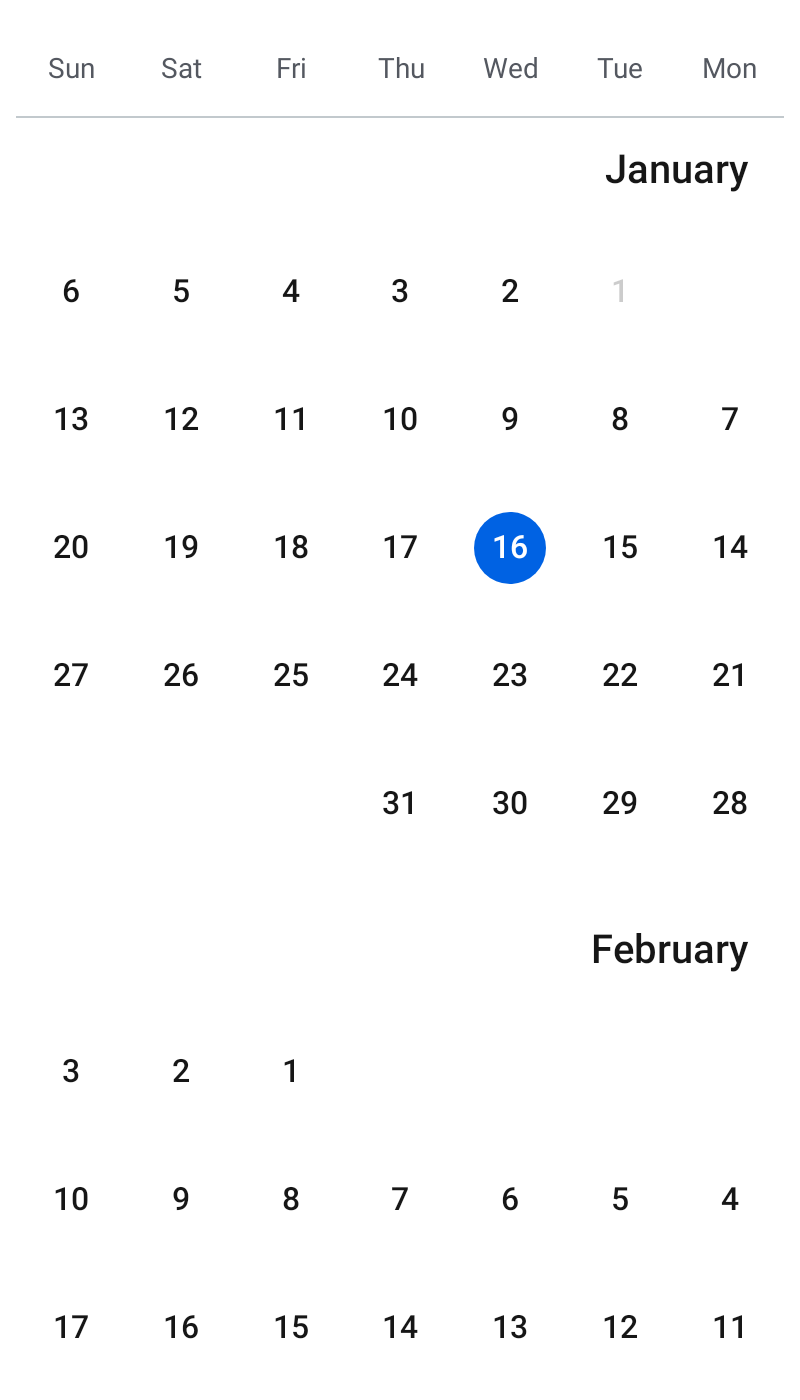 Sun Sat Fri Thu Wed Tue Mon
January
6 5 4 3 2 1
13 12 11 10 9 8 7
20 19 18 17 16 15 14
27 26 25 24 23 22 21
31 30 29 28
February
3 2 1
10 9 8 7 6 5 4
17 16 15 14 13 12 11